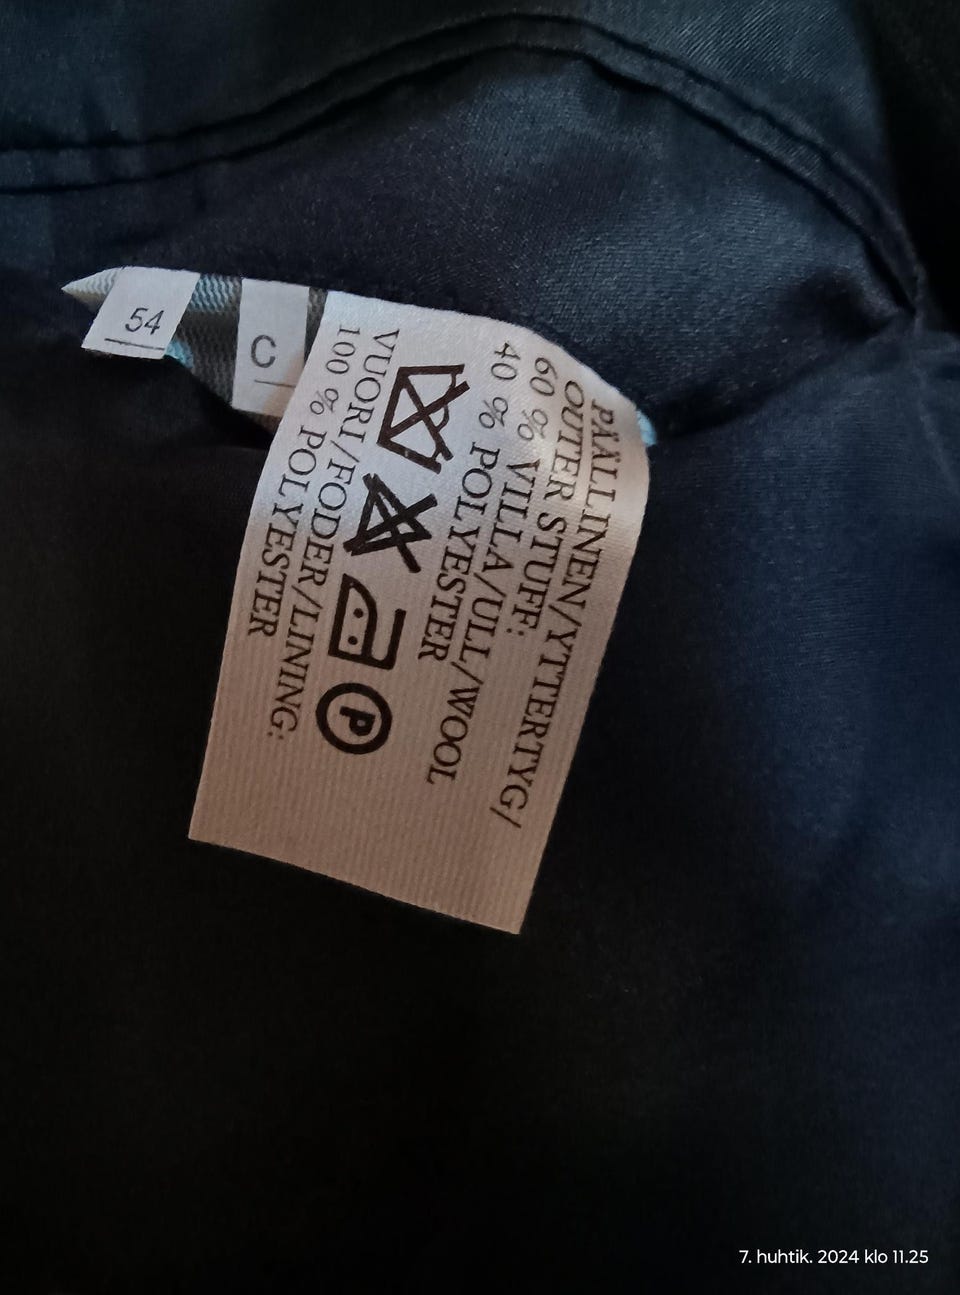 54
C
PÄÄLLINEN/YTTERTYG/
OUTER STUFF:
60 % VILLA/ULL/WOOL
40 % POLYESTER
P
VUORI/FODER/LINING:
100 % POLYESTER
7. huhtik. 2024 klo 11.25